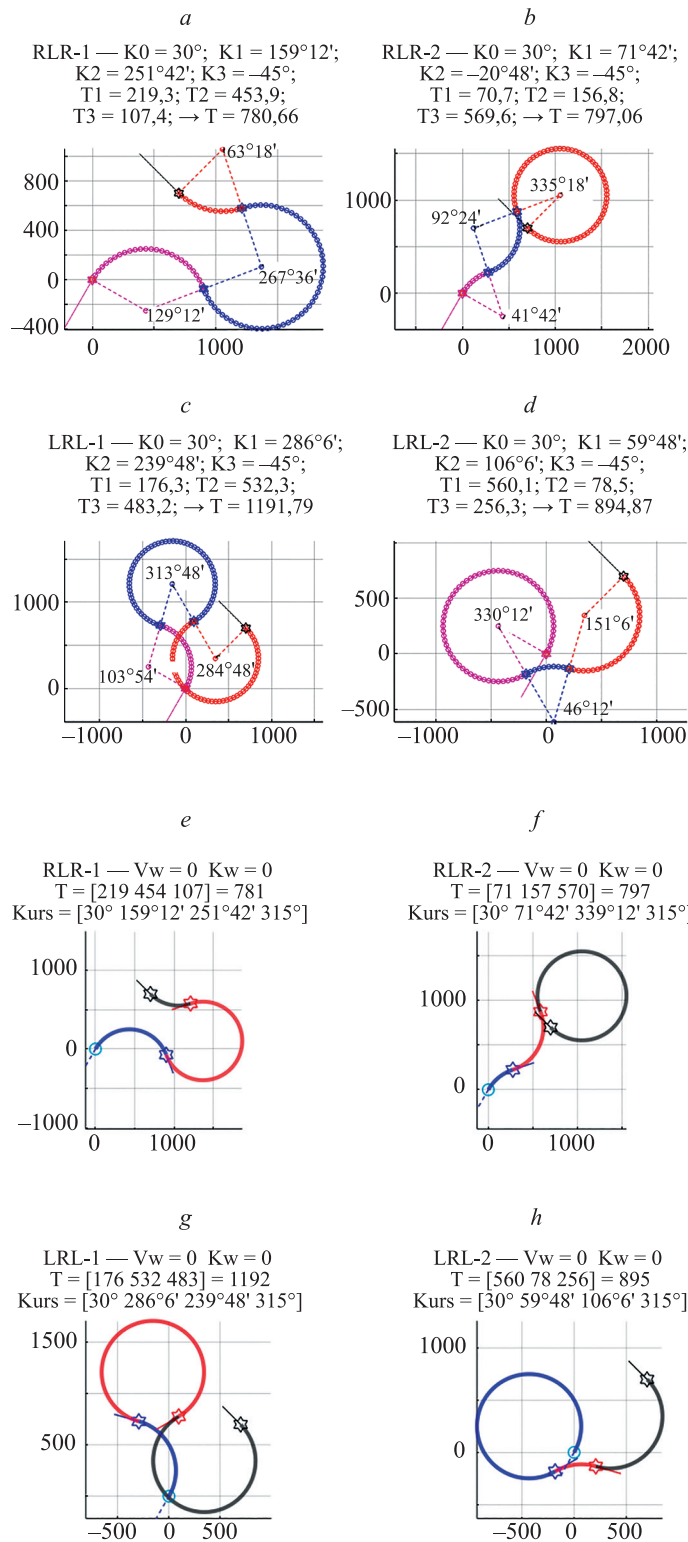 a
RLR-1 — K0 = 30°; K1 = 159°12';
K2 = 251°42'; K3 = –45°;
T1 = 219,3; T2 = 453,9;
T3 = 107,4; → T = 780,66
800
400
0
–400
0
1000
63°18'
267°36'
129°12'
b
RLR-2 — K0 = 30°; K1 = 71°42';
K2 = –20°48'; K3 = –45°;
T1 = 70,7; T2 = 156,8;
T3 = 569,6; → T = 797,06
1000
0
0
1000
2000
335°18'
92°24'
41°42'
c
LRL-1 — K0 = 30°; K1 = 286°6';
K2 = 239°48'; K3 = –45°;
T1 = 176,3; T2 = 532,3;
T3 = 483,2; → T = 1191,79
1000
0
–1000
0
1000
313°48'
103°54'
284°48'
d
LRL-2 — K0 = 30°; K1 = 59°48';
K2 = 106°6'; K3 = –45°;
T1 = 560,1; T2 = 78,5;
T3 = 256,3; → T = 894,87
500
0
–500
0
1000
330°12'
151°6'
46°12'
e
RLR-1 — Vw = 0 Kw = 0
T = [219 454 107] = 781
Kurs = [30° 159°12' 251°42' 315°]
1000
0
–1000
0
1000
f
RLR-2 — Vw = 0 Kw = 0
T = [71 157 570] = 797
Kurs = [30° 71°42' 339°12' 315°]
1000
0
0
1000
g
LRL-1 — Vw = 0 Kw = 0
T = [176 532 483] = 1192
Kurs = [30° 286°6' 239°48' 315°]
1500
500
–500
0
500
h
LRL-2 — Vw = 0 Kw = 0
T = [560 78 256] = 895
Kurs = [30° 59°48' 106°6' 315°]
1000
0
0
500